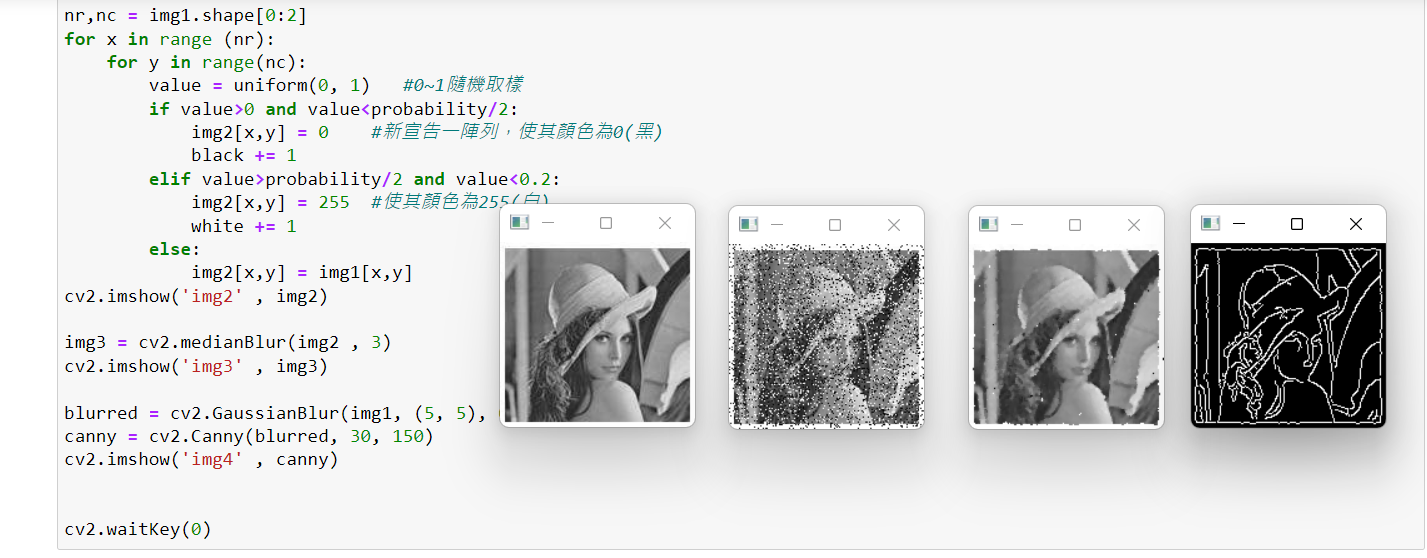 nr,nc = img1.shape[0:2]
for x in range (nr):
    for y in range(nc):
        value = uniform(0, 1)   #0~1隨機取樣
        if value>0 and value<probability/2:
            img2[x,y] = 0    #新宣告一陣列，使其顏色為0(黑)
            black += 1
        elif value>probability/2 and value<0.2:
            img2[x,y] = 255  #使其顏色為255(白)
            white += 1
        else:
            img2[x,y] = img1[x,y]
cv2.imshow('img2' , img2)
img3 = cv2.medianBlur(img2 , 3)
cv2.imshow('img3' , img3)
blurred = cv2.GaussianBlur(img1, (5, 5),
canny = cv2.Canny(blurred, 30, 150)
cv2.imshow('img4' , canny)
cv2.waitKey(0)